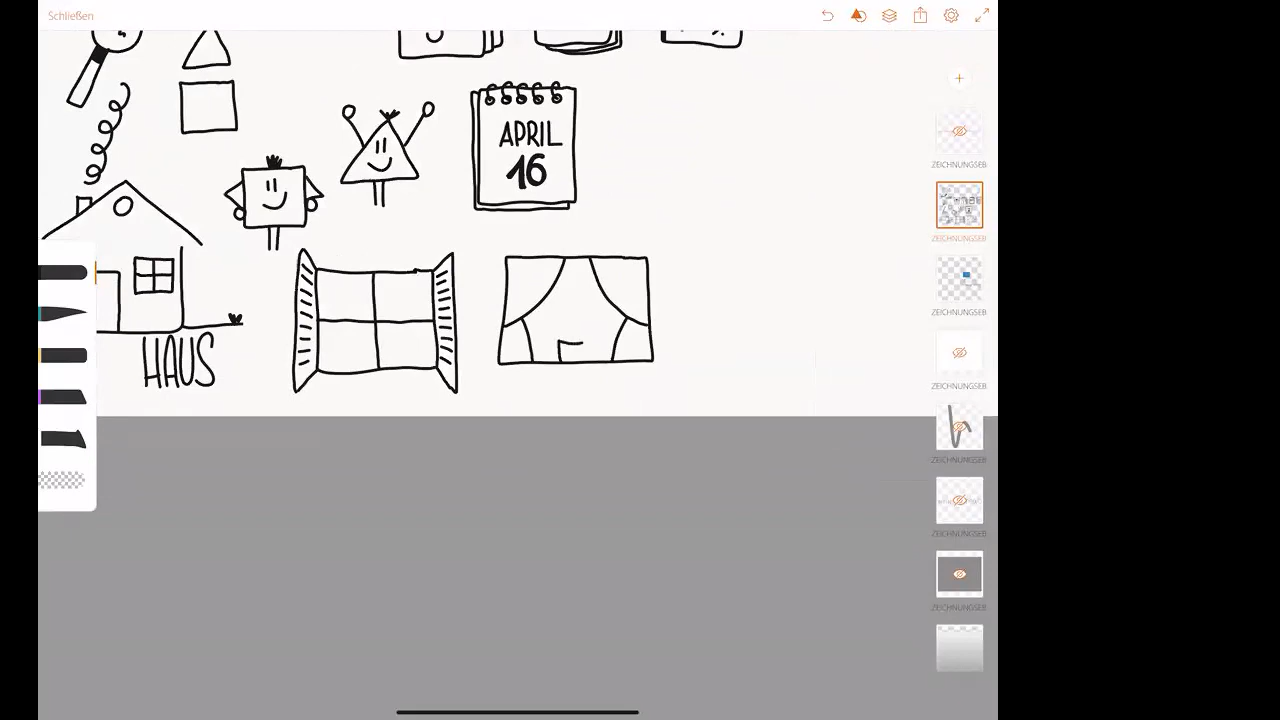 Schließen
APRIL
16
HAUS
ZEICHNUNGSEB
ZEICHNUNGSEB
ZEICHNUNGSEB
ZEICHNUNGSEB
ZEICHNUNGSEB
ZEICHNUNGSEB
ZEICHNUNGSEB